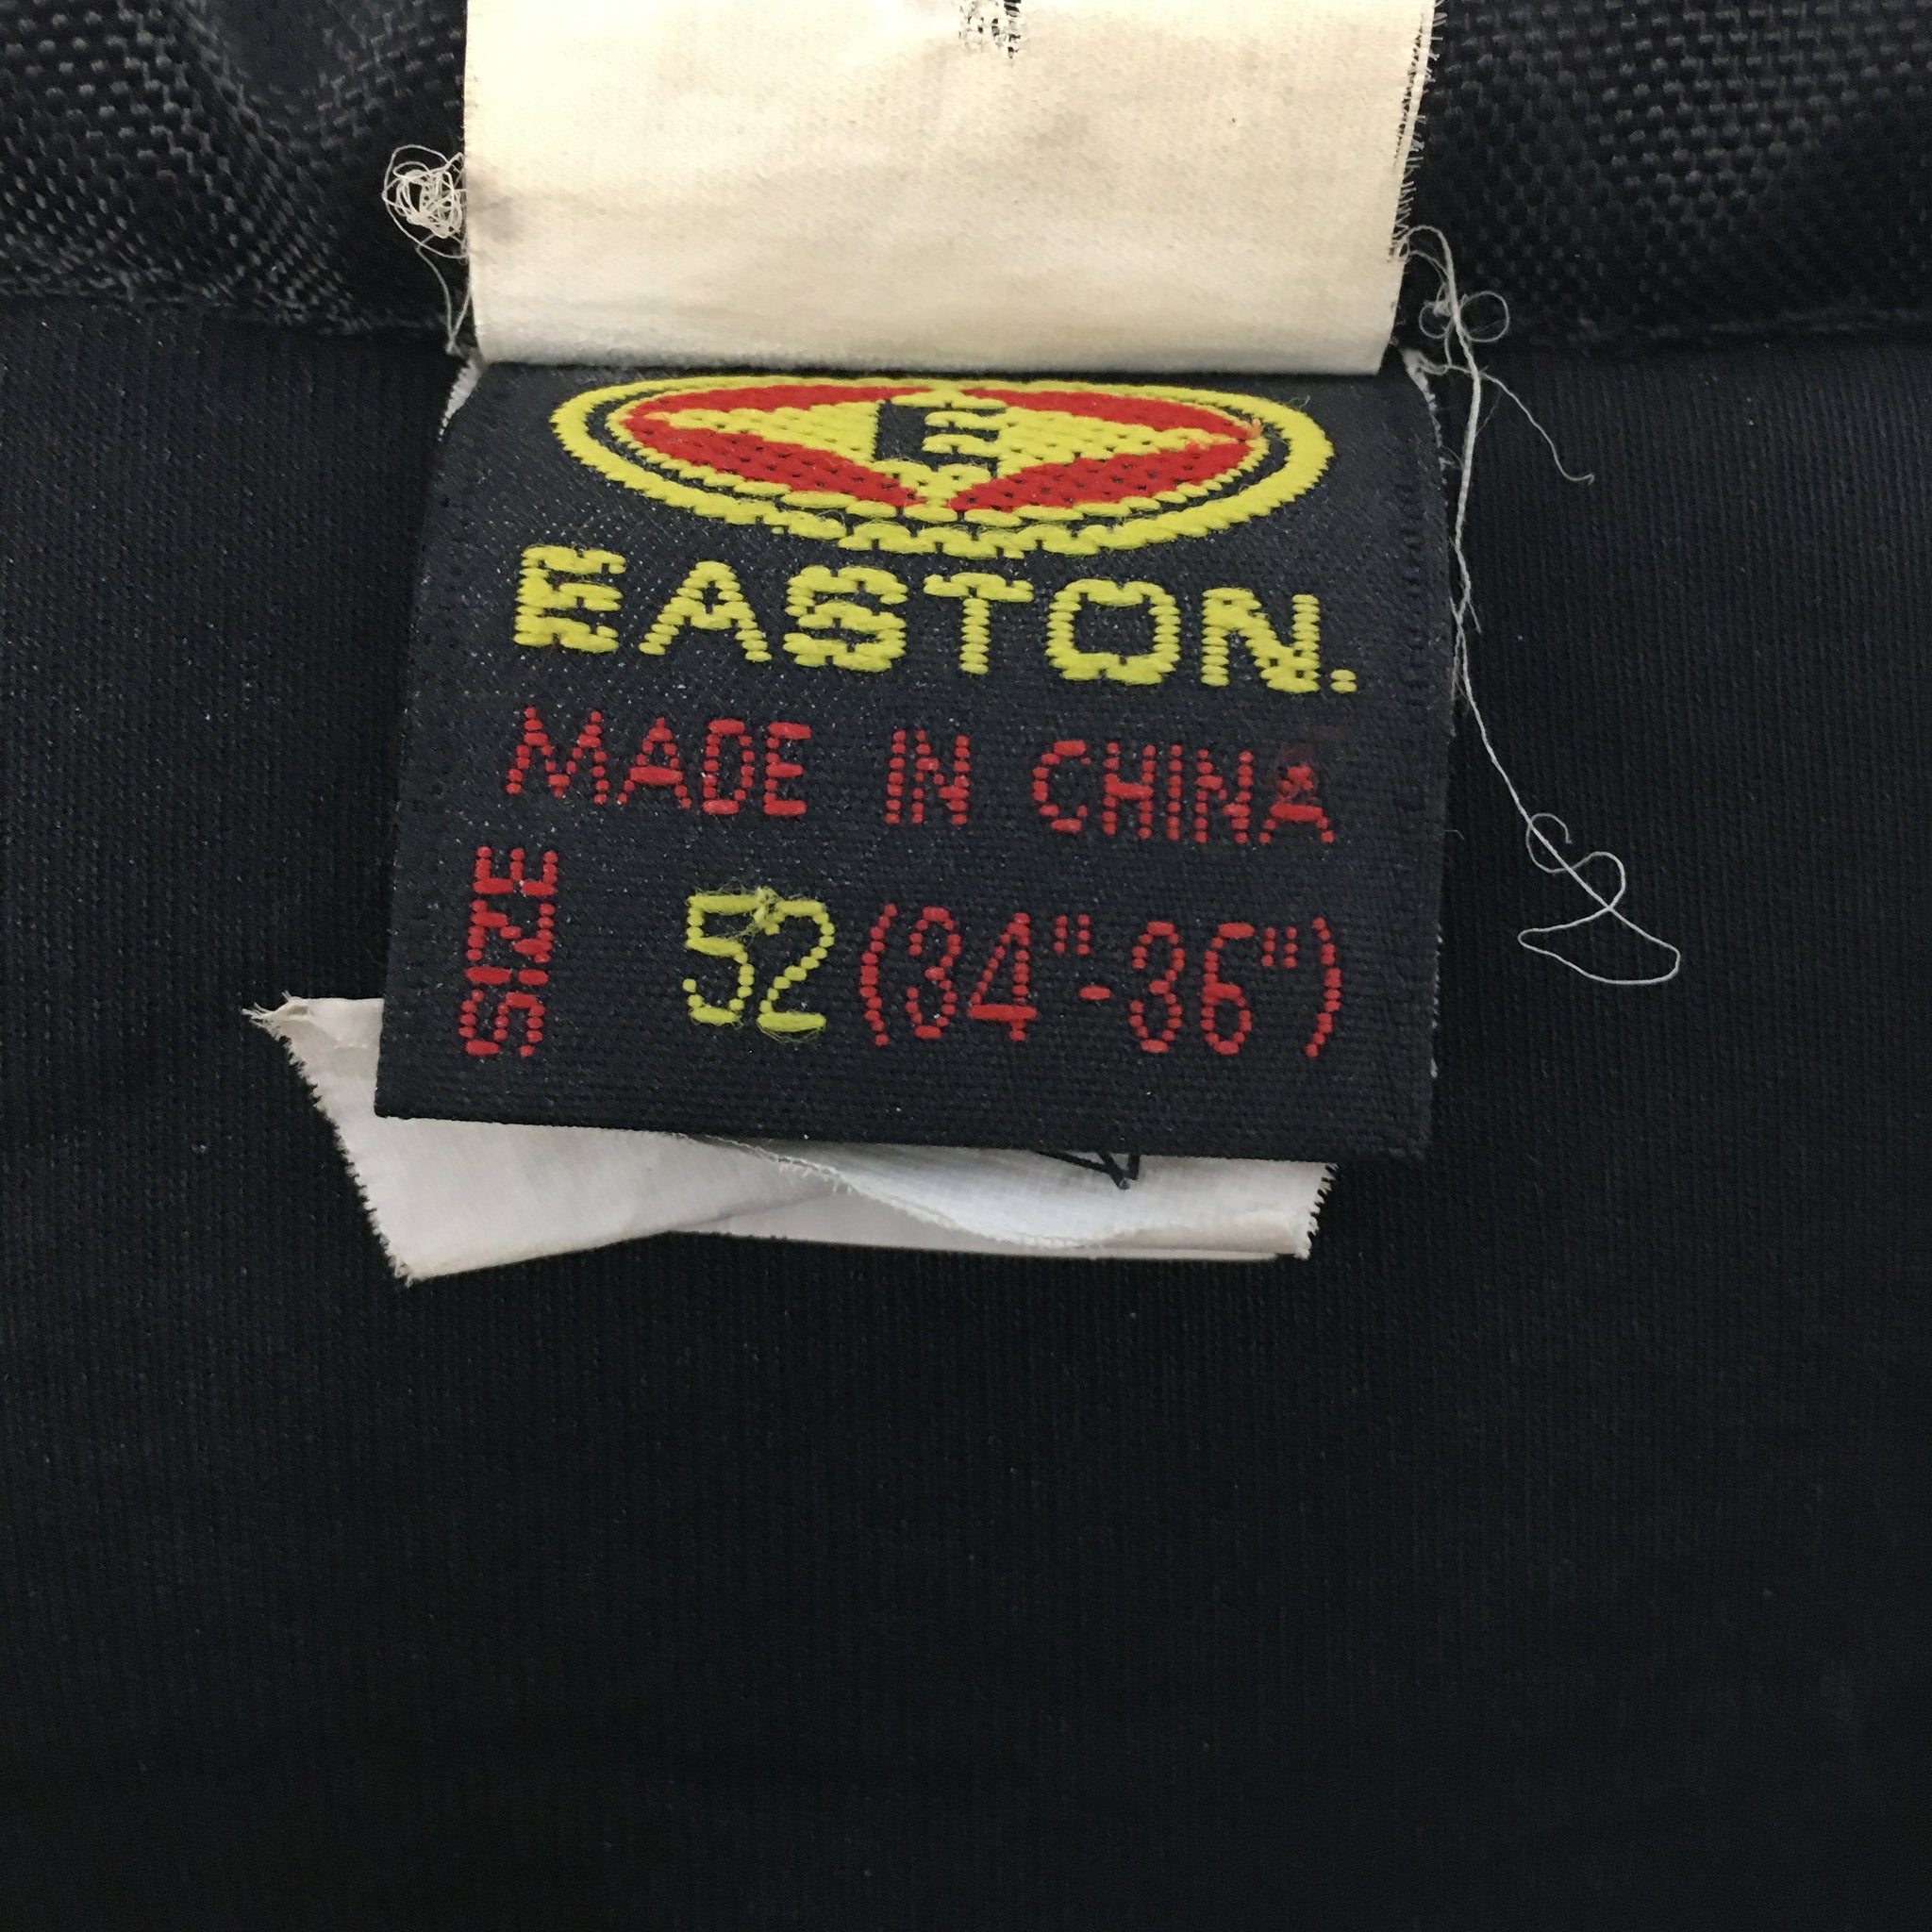 E
EASTON.
MADE IN CHINA
SIZE 52 (34"-36")